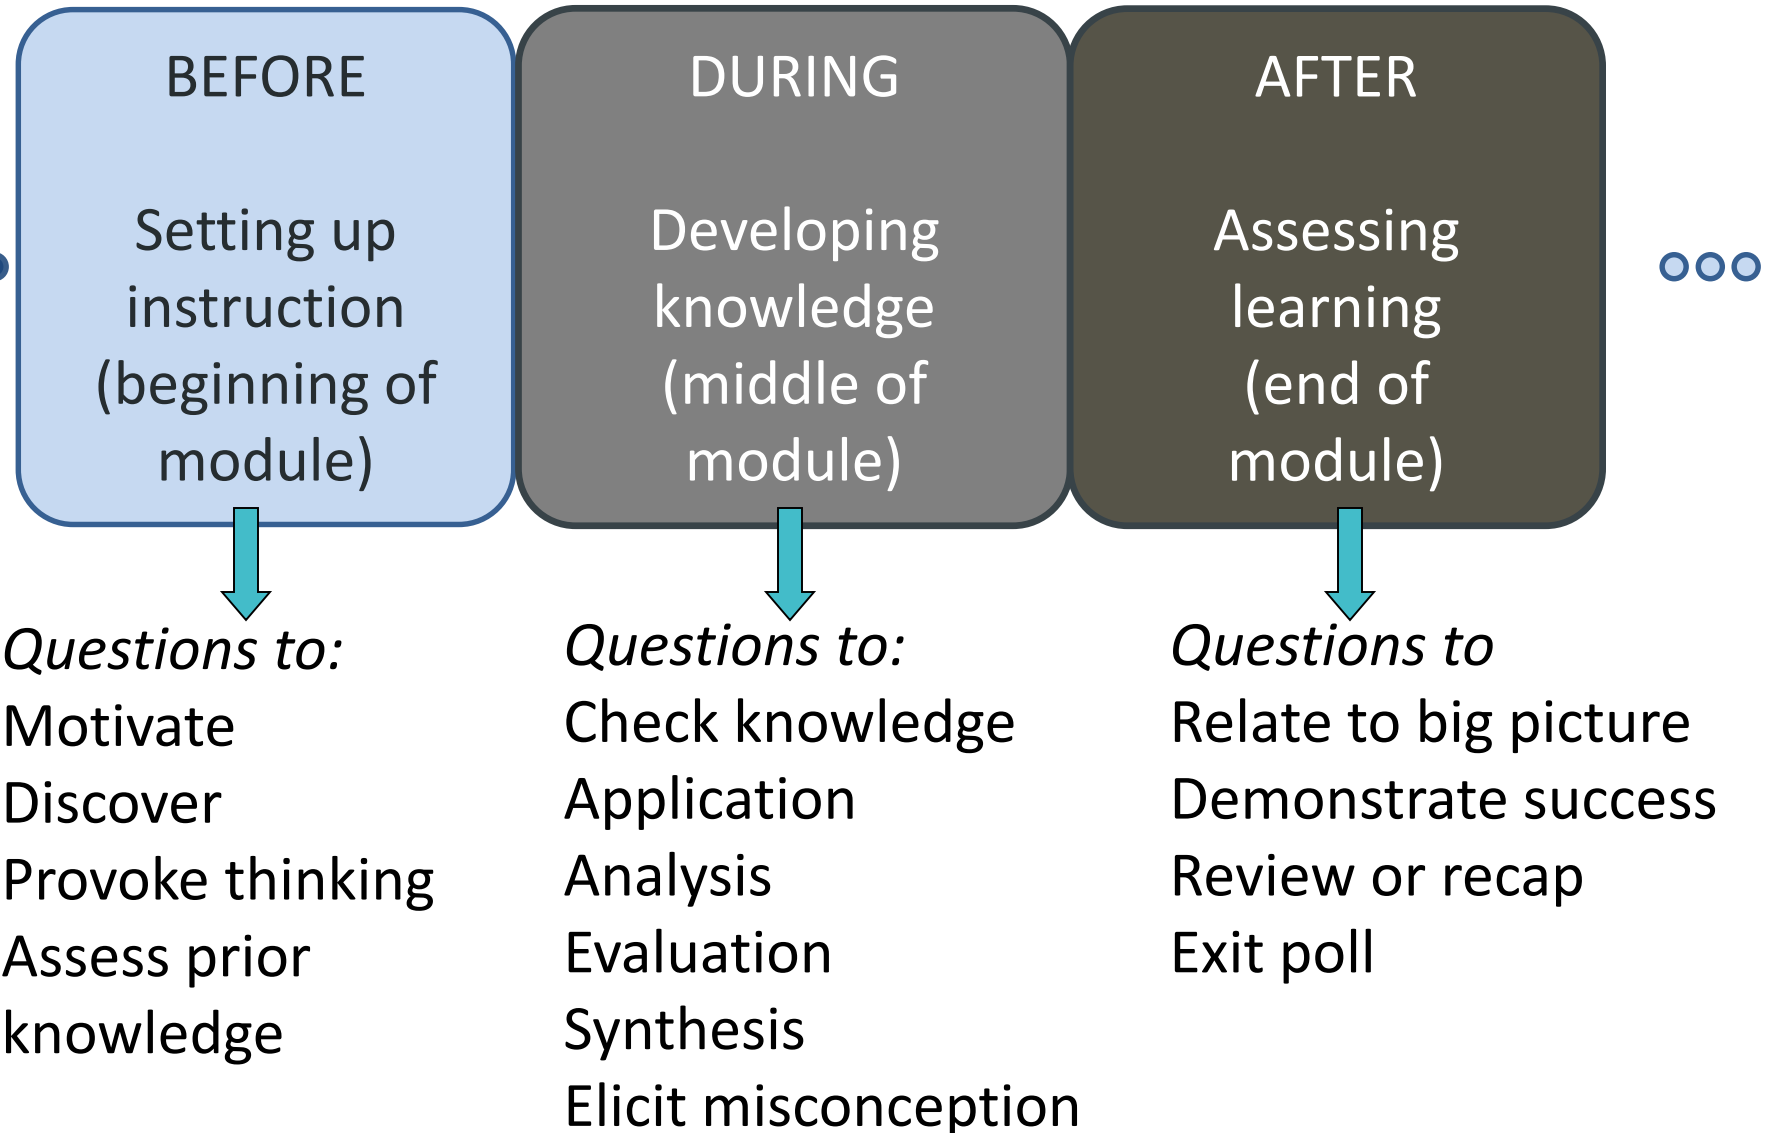 BEFORE
Setting up
instruction
(beginning of
module)
DURING
Developing
knowledge
(middle of
module)
AFTER
Assessing
learning
(end of
module)
Questions to:
Motivate
Discover
Provoke thinking
Assess prior
knowledge
Questions to:
Check knowledge
Application
Analysis
Evaluation
Synthesis
Elicit misconception
Questions to
Relate to big picture
Demonstrate success
Review or recap
Exit poll